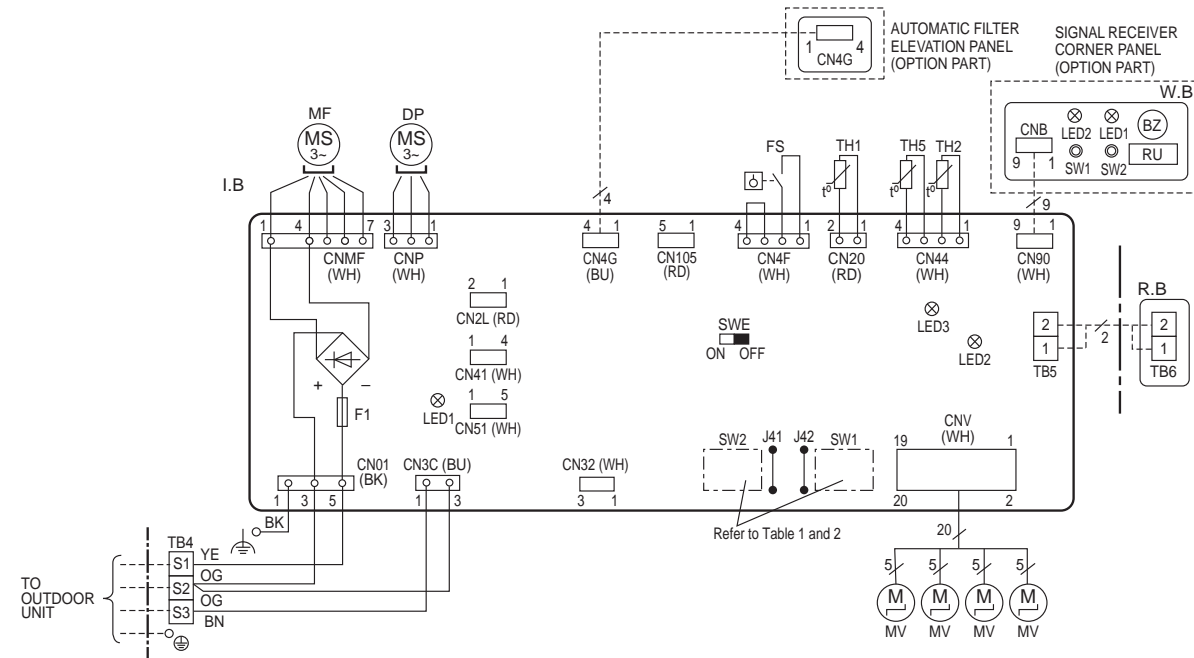 AUTOMATIC FILTER
ELEVATION PANEL
(OPTION PART)
1 4
CN4G
SIGNAL RECEIVER
CORNER PANEL
(OPTION PART)
W.B
CNB
9 1
LED2 LED1
SW1 SW2
BZ
RU
MF
MS
3~
DP
MS
3~
I.B
4
FS
TH1
t°
TH5
t°
TH2
t°
9
1 4 7
CNMF
(WH)
3 1
CNP
(WH)
4 1
CN4G
(BU)
5 1
CN105
(RD)
4 1
CN4F
(WH)
2 1
CN20
(RD)
4 1
CN44
(WH)
9 1
CN90
(WH)
2 1
CN2L (RD)
1 4
CN41 (WH)
1 5
CN51 (WH)
LED1
+ –
F1
SWE
ON OFF
LED3
LED2
R.B
2
1
TB5
2
2
1
TB6
CN01
(BK)
1 3 5
CN3C (BU)
1 3
CN32 (WH)
3 1
SW2 J41 J42 SW1
Refer to Table 1 and 2
CNV
(WH)
19 1
20 2
20
5 5 5 5
M M M M
MV MV MV MV
BK
TB4
S1
S2
S3
YE
OG
OG
BN
TO
OUTDOOR
UNIT